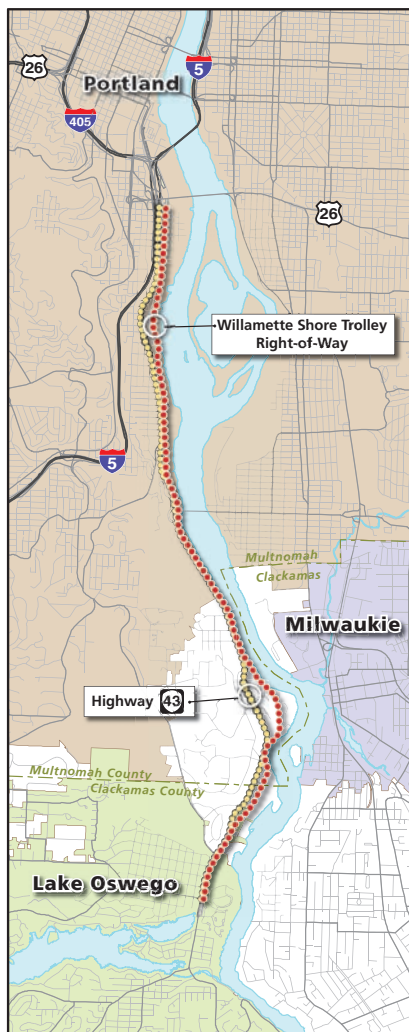 26
5
Portland
405
26
Willamette Shore Trolley
Right-of-Way
5
Multnomah
Clackamas
Milwaukie
Highway 43
Multnomah County
Clackamas County
Lake Oswego